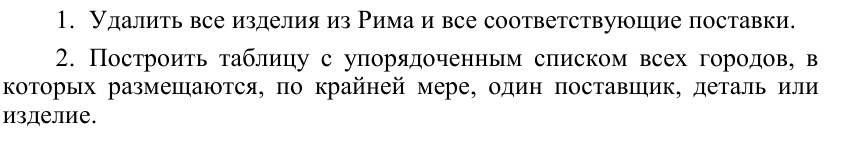 1. Удалить все изделия из Рима и все соответствующие поставки.
2. Построить таблицу с упорядоченным списком всех городов, в
которых размещаются, по крайней мере, один поставщик, деталь или
изделие.